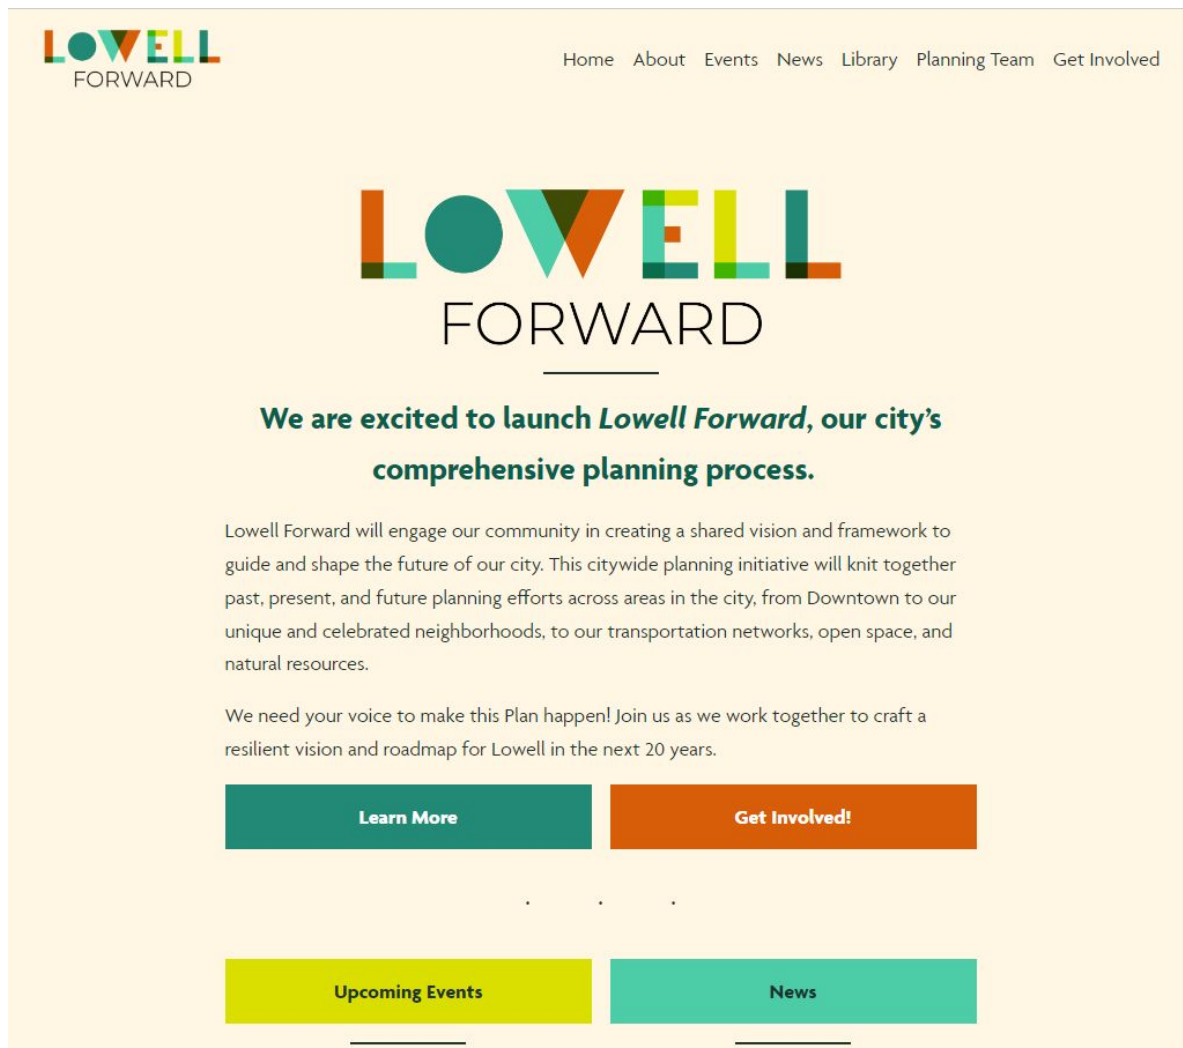 LOWELL
FORWARD
Home About Events News Library Planning Team Get Involved
LOWELL
FORWARD
We are excited to launch Lowell Forward, our city's
comprehensive planning process.
Lowell Forward will engage our community in creating a shared vision and framework to
guide and shape the future of our city. This citywide planning initiative will knit together
past, present, and future planning efforts across areas in the city, from Downtown to our
unique and celebrated neighborhoods, to our transportation networks, open space, and
natural resources.
We need your voice to make this Plan happen! Join us as we work together to craft a
resilient vision and roadmap for Lowell in the next 20 years.
Learn More Get Involved!
. . .
Upcoming Events News